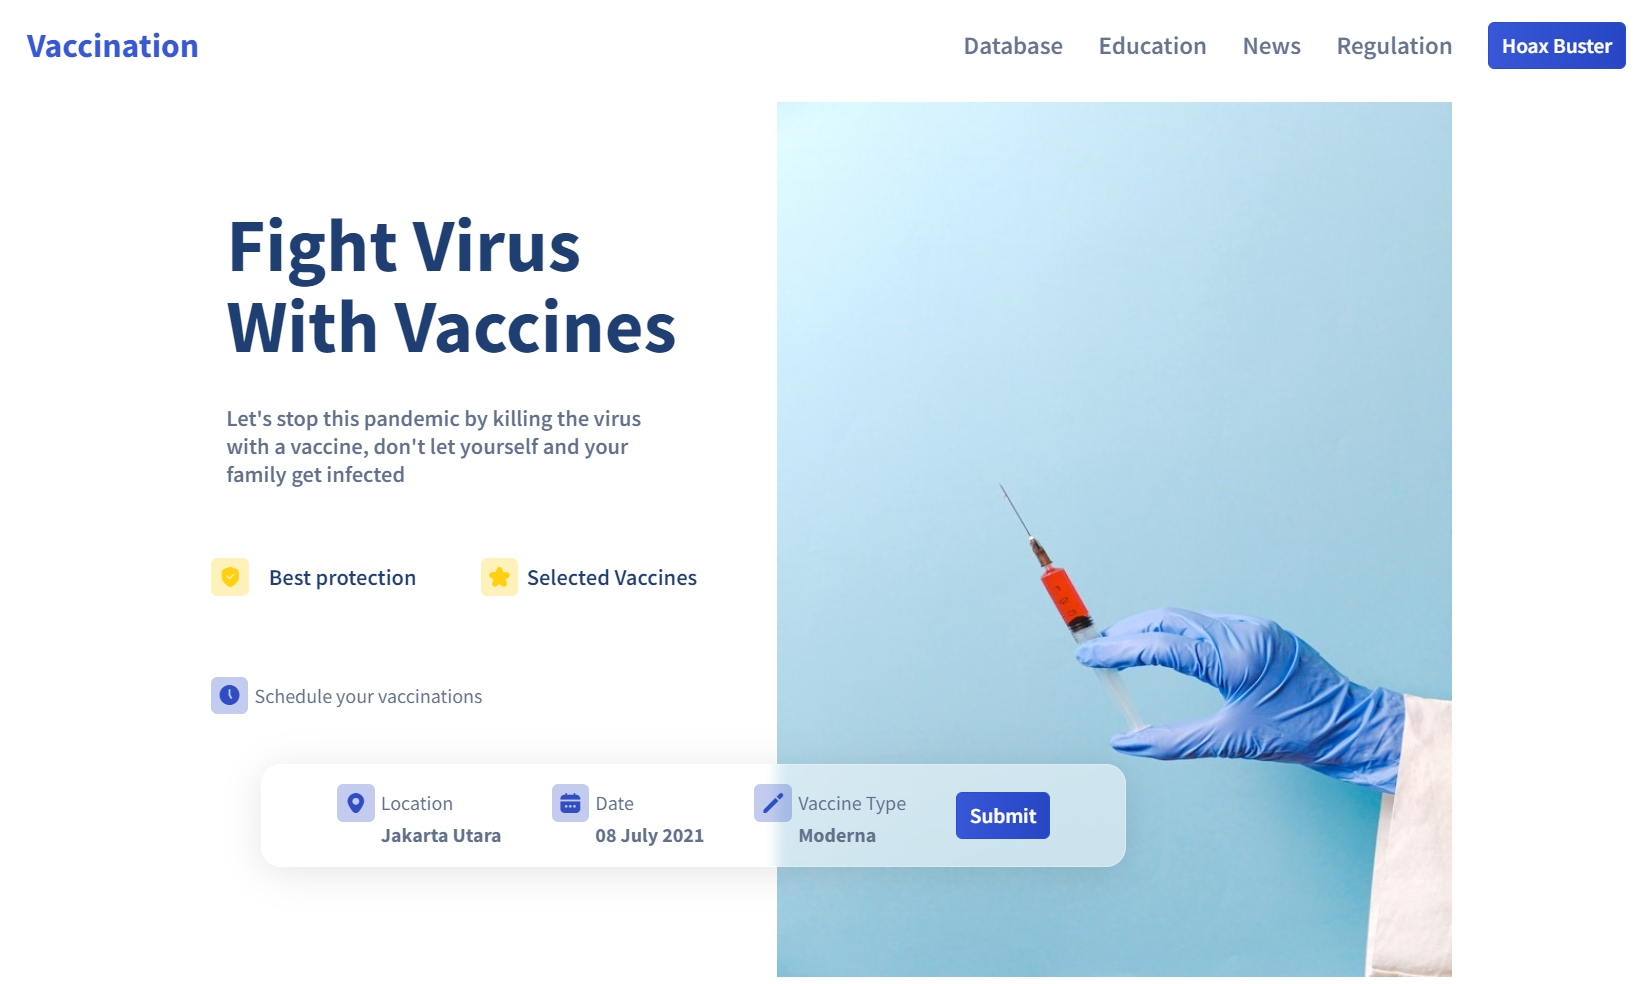 Vaccination
Database
Education
News
Regulation
Hoax Buster
Fight Virus
With Vaccines
Let's stop this pandemic by killing the virus
with a vaccine, don't let yourself and your
family get infected
Best protection
Selected Vaccines
Schedule your vaccinations
Location
Jakarta Utara
Date
08 July 2021
Vaccine Type
Moderna
Submit